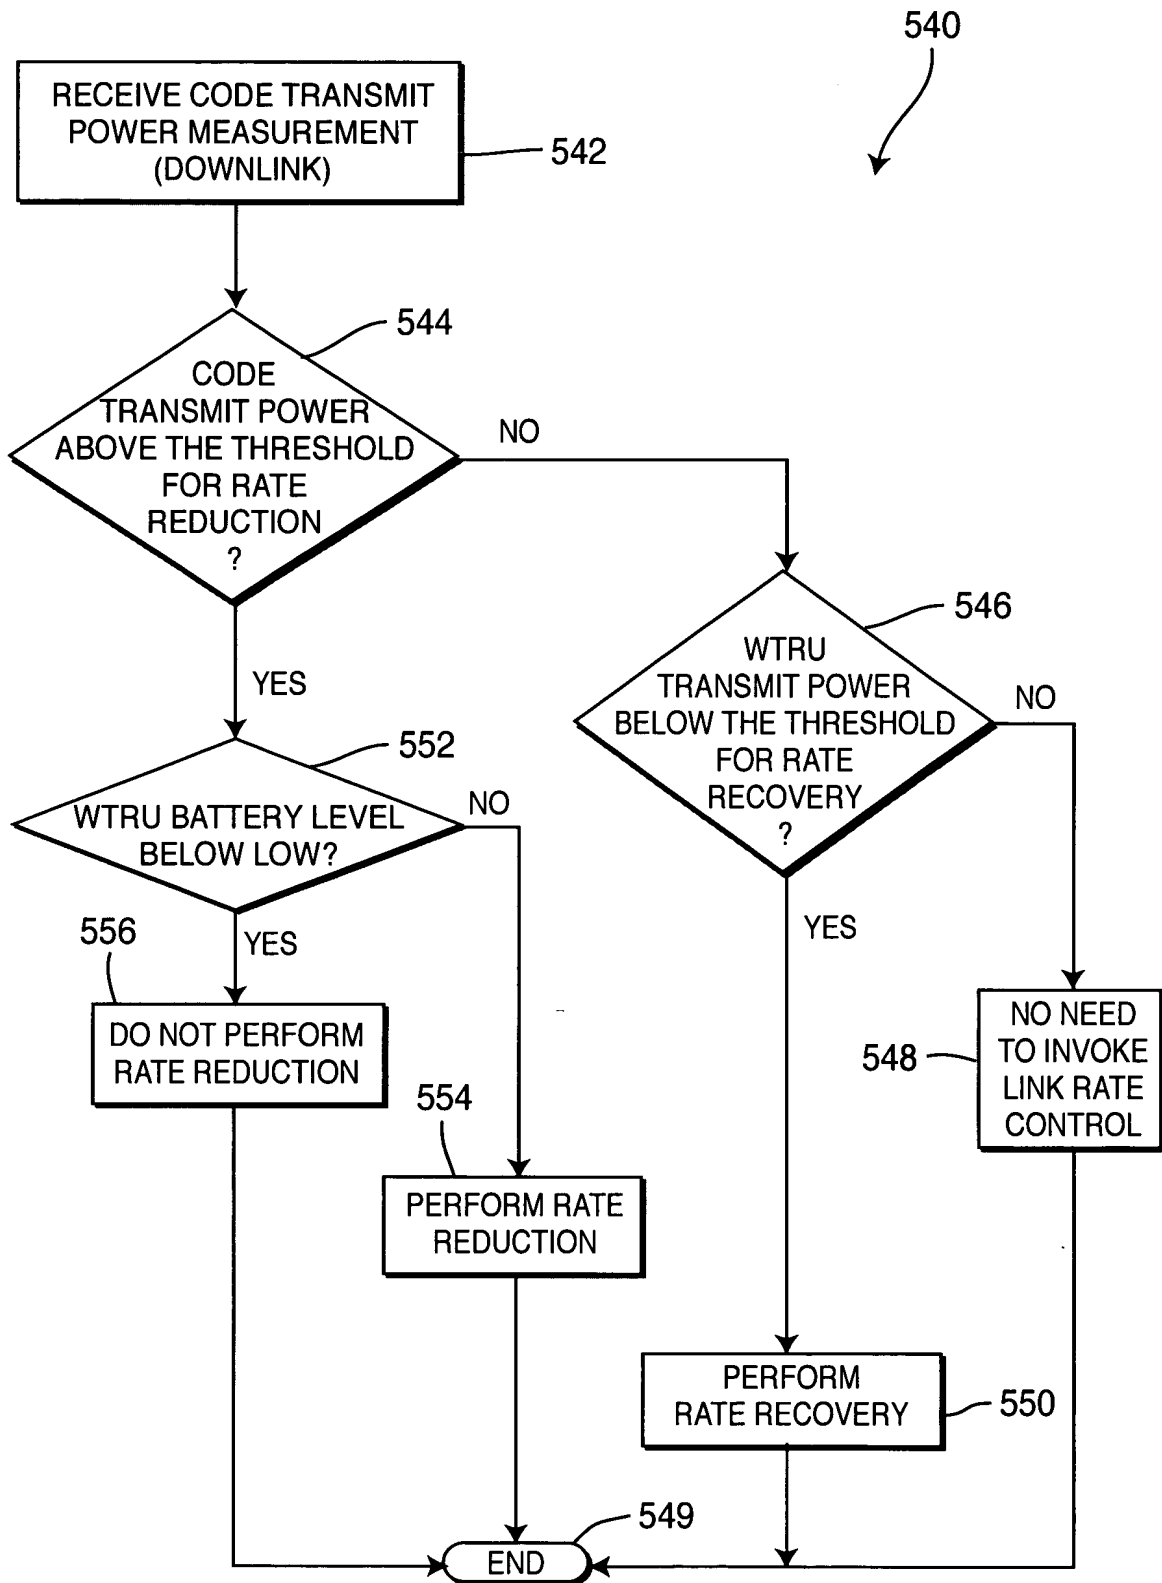 540
RECEIVE CODE TRANSMIT
POWER MEASUREMENT
(DOWNLINK)
542
544
CODE
TRANSMIT POWER
ABOVE THE THRESHOLD
FOR RATE
REDUCTION
?
NO
YES
546
WTRU
TRANSMIT POWER
BELOW THE THRESHOLD
FOR RATE
RECOVERY
?
NO
YES
552
WTRU BATTERY LEVEL
BELOW LOW?
NO
YES
556
DO NOT PERFORM
RATE REDUCTION
548
NO NEED
TO INVOKE
LINK RATE
CONTROL
554
PERFORM RATE
REDUCTION
PERFORM
RATE RECOVERY
550
549
END